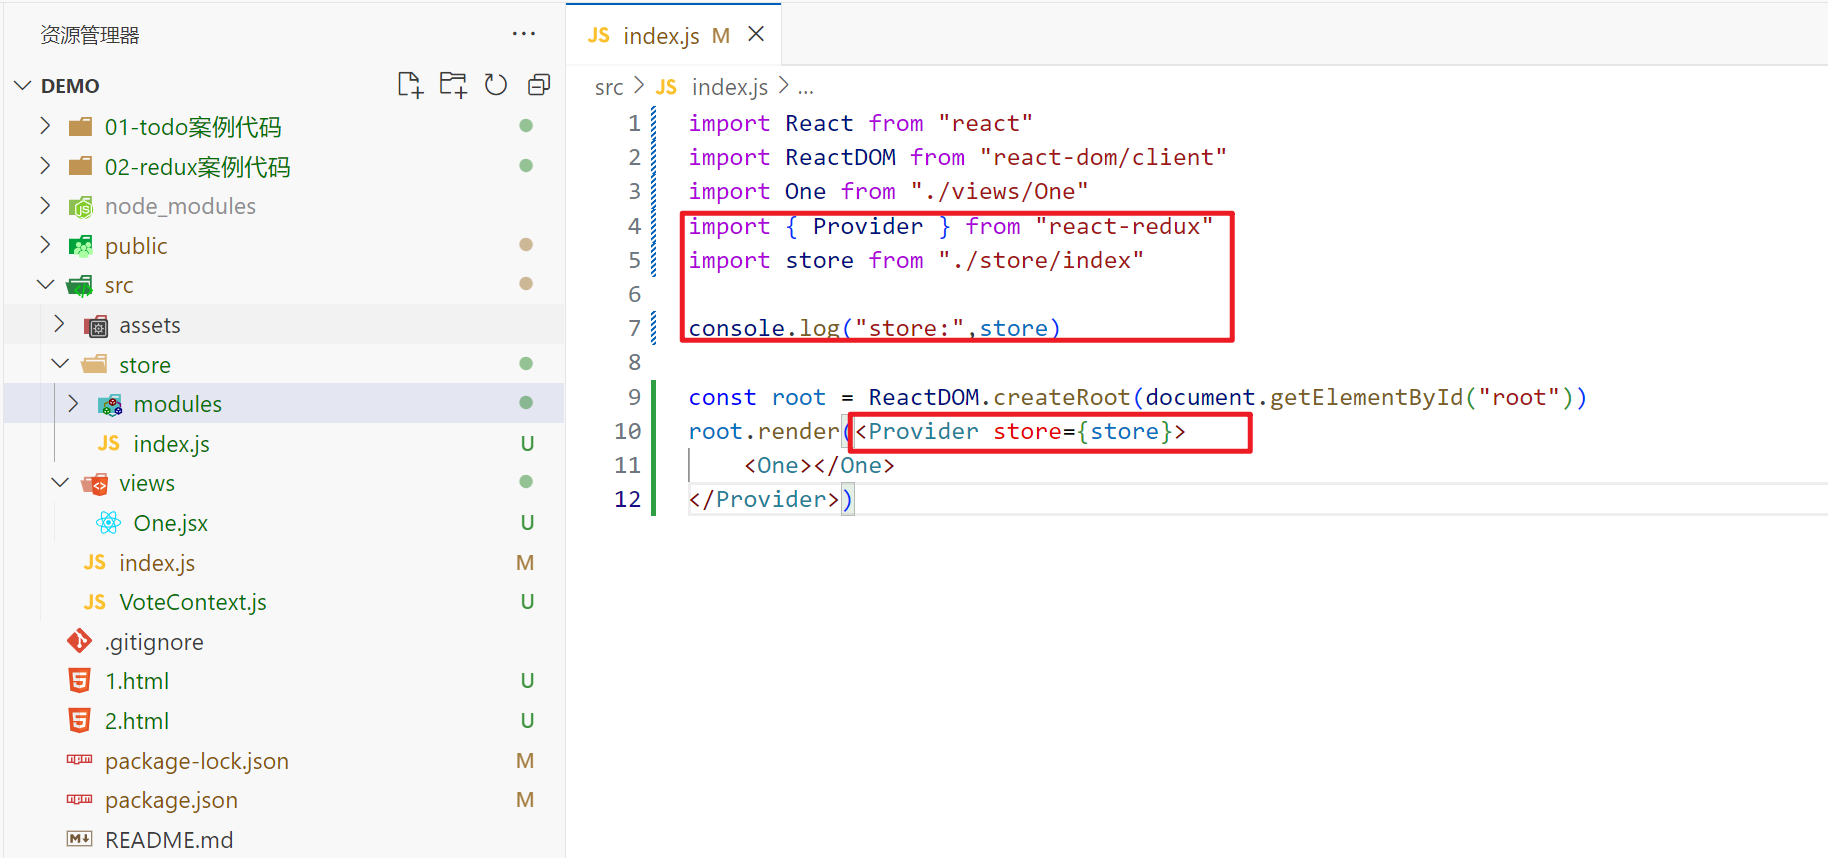 资源管理器
DEMO
01-todo案例代码
02-redux案例代码
node_modules
public
src
assets
store
modules
JS index.js U
views
One.jsx U
JS index.js M
JS VoteContext.js U
.gitignore
1.html U
2.html U
package-lock.json M
package.json M
README.md
JS index.js M
src > JS index.js > ...
1 import React from "react"
2 import ReactDOM from "react-dom/client"
3 import One from "./views/One"
4 import { Provider } from "react-redux"
5 import store from "./store/index"
6
7 console.log("store:",store)
8
9 const root = ReactDOM.createRoot(document.getElementById("root"))
10 root.render(<Provider store={store}>
11     <One></One>
12 </Provider>)